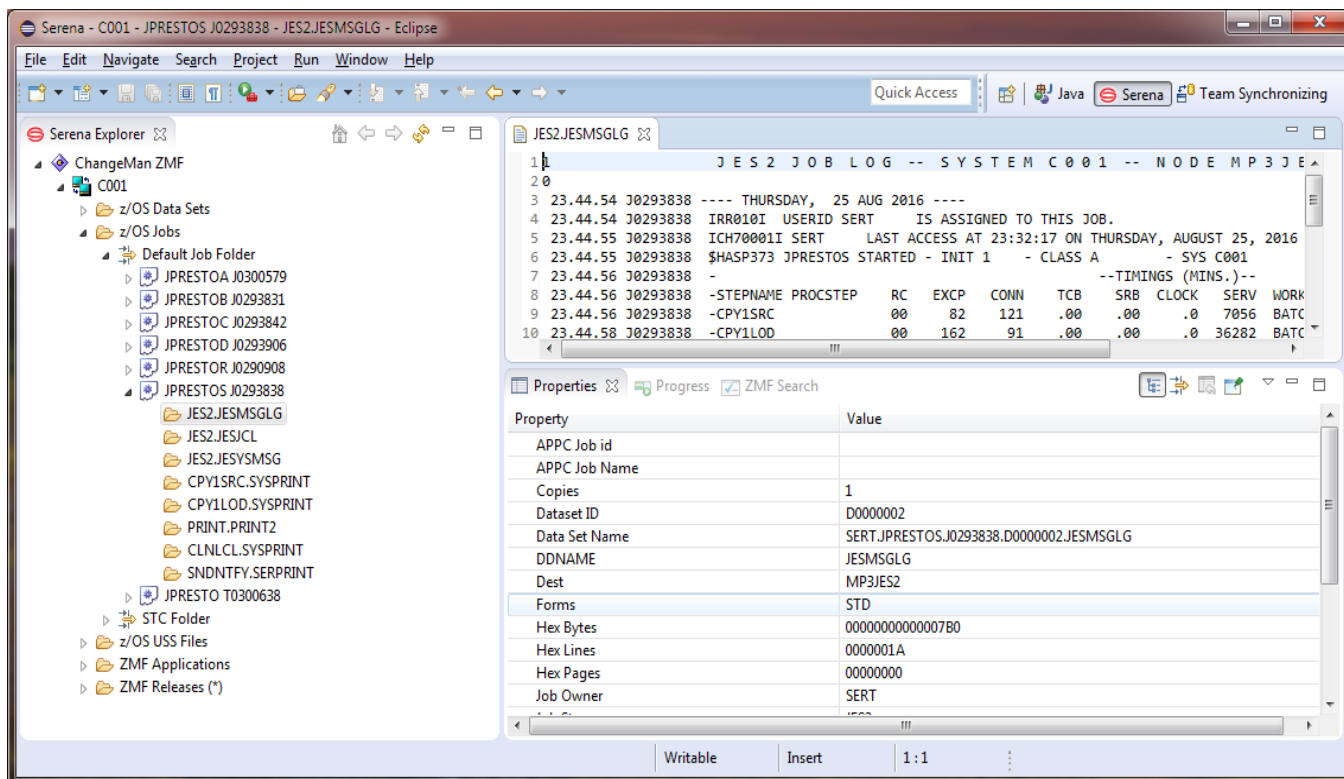 Serena - C001 - JPRESTOS J0293838 - JES2.JESMSGLG - Eclipse
File Edit Navigate Search Project Run Window Help
Quick Access Java Serena Team Synchronizing
Serena Explorer
ChangeMan ZMF
C001
z/OS Data Sets
z/OS Jobs
Default Job Folder
JPRESTOA J0300579
JPRESTOB J0293831
JPRESTOC J0293842
JPRESTOD J0293906
JPRESTOR J0290908
JPRESTOS J0293838
JES2.JESMSGLG
JES2.JESJCL
JES2.JESYSMSG
CPY1SRC.SYSPRINT
CPY1LOD.SYSPRINT
PRINT.PRINT2
CLNLCL.SYSPRINT
SNDNTFY.SERPRINT
JPRESTO T0300638
STC Folder
z/OS USS Files
ZMF Applications
ZMF Releases (*)
JES2.JESMSGLG
1 1 J E S 2 J O B L O G -- S Y S T E M C 0 0 1 -- N O D E M P 3 J E
2 0
3 23.44.54 J0293838 ---- THURSDAY, 25 AUG 2016 ----
4 23.44.54 J0293838 IRR010I USERID SERT IS ASSIGNED TO THIS JOB.
5 23.44.55 J0293838 ICH70001I SERT LAST ACCESS AT 23:32:17 ON THURSDAY, AUGUST 25, 2016
6 23.44.55 J0293838 $HASP373 JPRESTOS STARTED - INIT 1 - CLASS A - SYS C001
7 23.44.56 J0293838 - --TIMINGS (MINS.)--
8 23.44.56 J0293838 -STEPNAME PROCSTEP RC EXCP CONN TCB SRB CLOCK SERV WORK
9 23.44.56 J0293838 -CPY1SRC 00 82 121 .00 .00 .0 7056 BATC
10 23.44.58 J0293838 -CPY1LOD 00 162 91 .00 .00 .0 36282 BATC
Properties Progress ZMF Search
Property Value
APPC Job id
APPC Job Name
Copies 1
Dataset ID D0000002
Data Set Name SERT.JPRESTOS.J0293838.D0000002.JESMSGLG
DDNAME JESMSGLG
Dest MP3JES2
Forms STD
Hex Bytes 00000000000007B0
Hex Lines 0000001A
Hex Pages 00000000
Job Owner SERT
Writable Insert 1:1